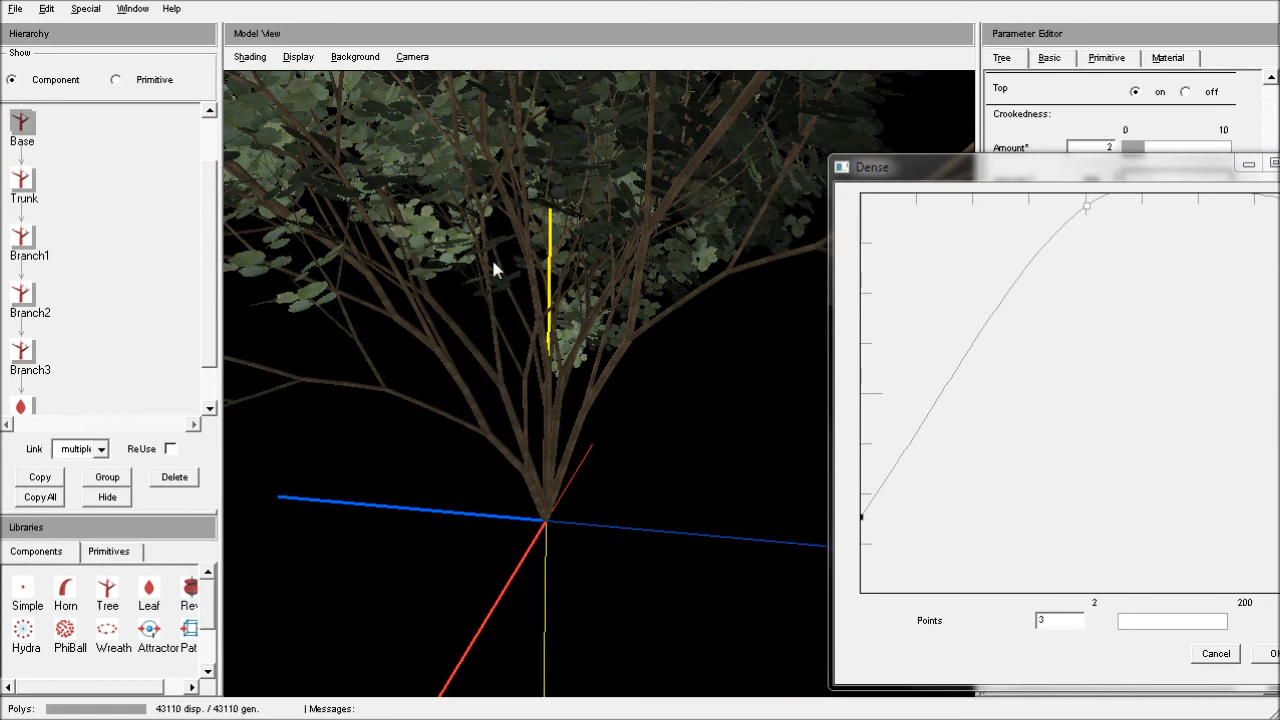 File Edit Special Window Help
Hierarchy
Show
Component Primitive
Base
Trunk
Branch1
Branch2
Branch3
Link multiple ReUse
Copy Group Delete
Copy All Hide
Libraries
Components Primitives
Simple Horn Tree Leaf Rev
Hydra PhiBall Wreath Attractor Pat
Polys: 43110 disp. / 43110 gen. | Messages:
Model View
Shading Display Background Camera
Parameter Editor
Tree Basic Primitive Material
Top on off
Crookedness:
0 10
Amount* 2
Dense
2 200
Points 3
Cancel